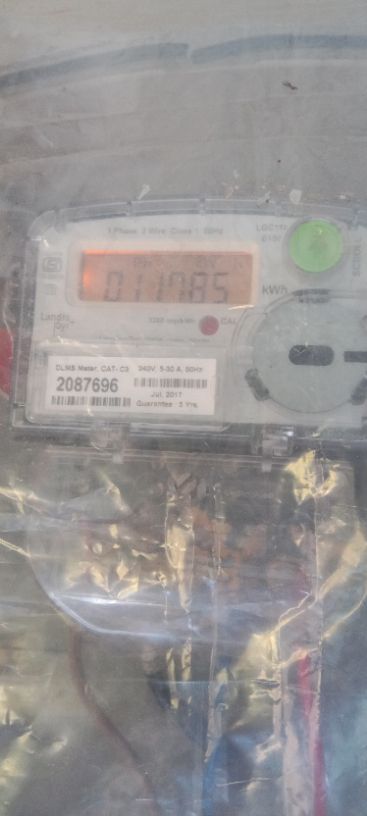 1 Phase 2 Wire Class 1 50Hz
011785
kWh
SCROLL
Landis
Gyr
3200 imp/kWh
CAL
DLMS Meter, CAT- C3
2087696
240V, 5-30 A, 50Hz
Jul, 2017
Guarantee : 5 Yrs.